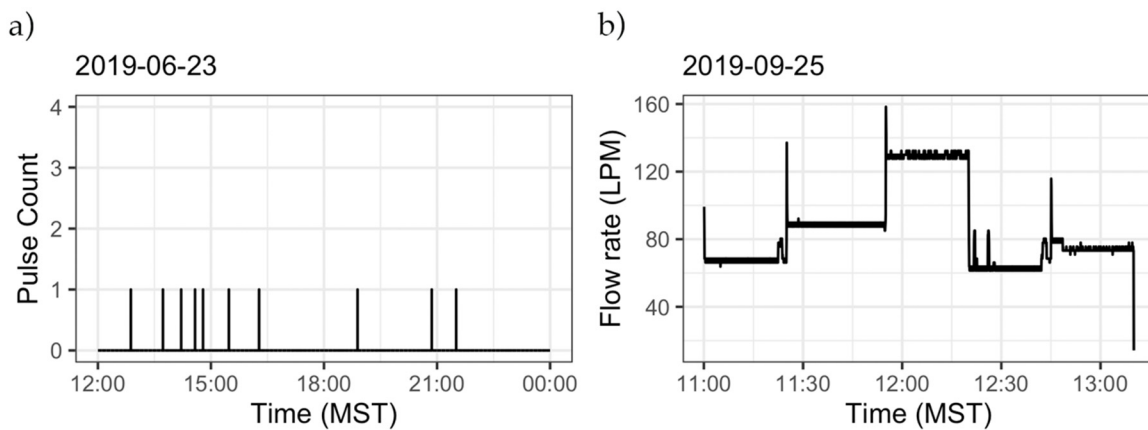 a)
2019-06-23
Pulse Count
4
3
2
1
0
12:00 15:00 18:00 21:00 00:00
Time (MST)
b)
2019-09-25
Flow rate (LPM)
160
120
80
40
11:00 11:30 12:00 12:30 13:00
Time (MST)